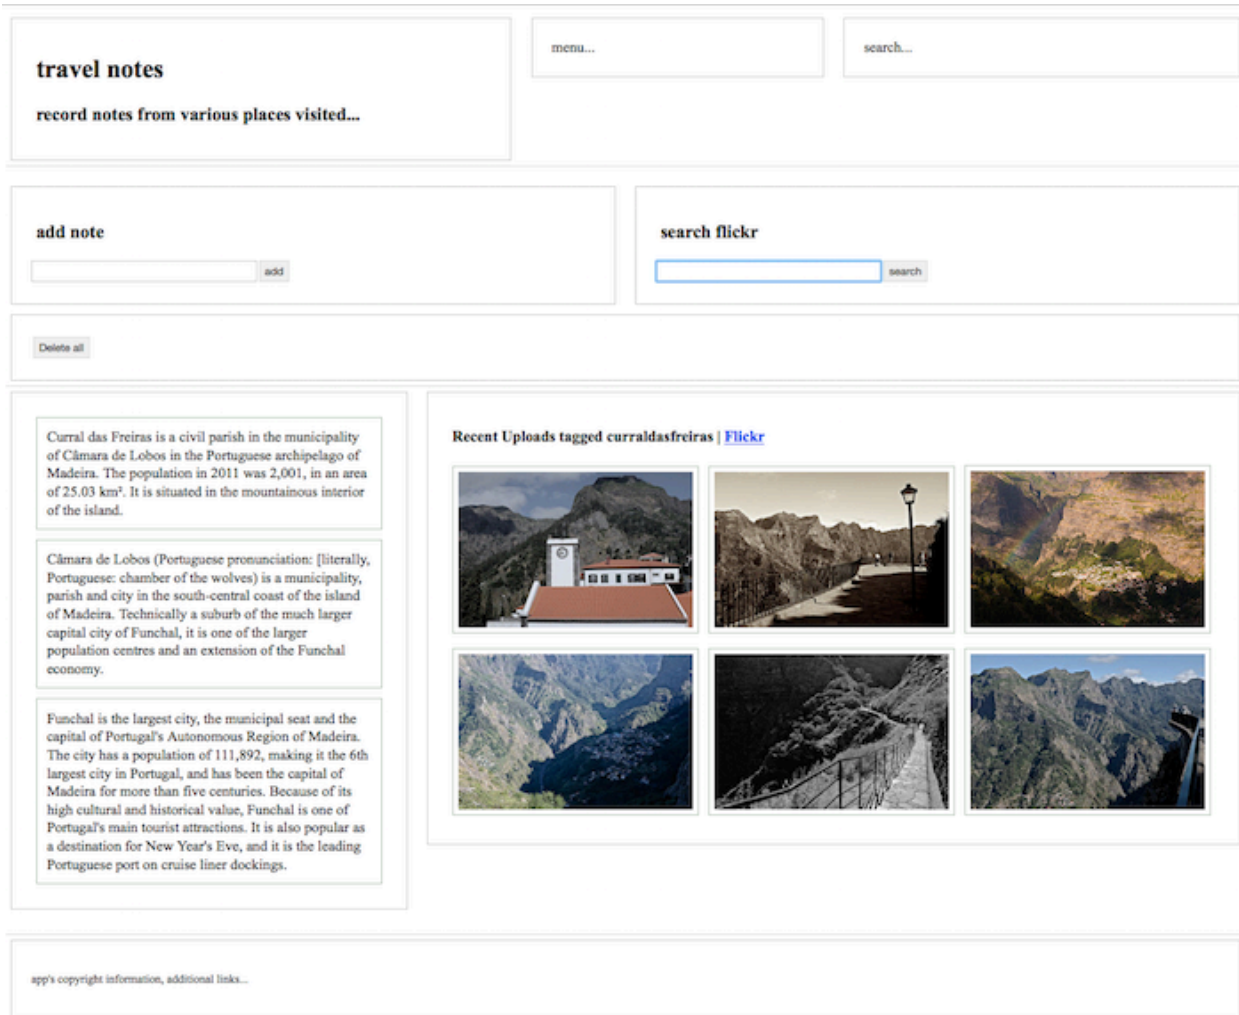 travel notes
record notes from various places visited...
menu...
search...
add note
add
search flickr
search
Delete all
Curral das Freiras is a civil parish in the municipality
of Câmara de Lobos in the Portuguese archipelago of
Madeira. The population in 2011 was 2,001, in an area
of 25.03 km². It is situated in the mountainous interior
of the island.
Câmara de Lobos (Portuguese pronunciation: [literally,
Portuguese: chamber of the wolves) is a municipality,
parish and city in the south-central coast of the island
of Madeira. Technically a suburb of the much larger
capital city of Funchal, it is one of the larger
population centres and an extension of the Funchal
economy.
Funchal is the largest city, the municipal seat and the
capital of Portugal's Autonomous Region of Madeira.
The city has a population of 111,892, making it the 6th
largest city in Portugal, and has been the capital of
Madeira for more than five centuries. Because of its
high cultural and historical value, Funchal is one of
Portugal's main tourist attractions. It is also popular as
a destination for New Year's Eve, and it is the leading
Portuguese port on cruise liner dockings.
Recent Uploads tagged curraldasfreiras | Flickr
app's copyright information, additional links...